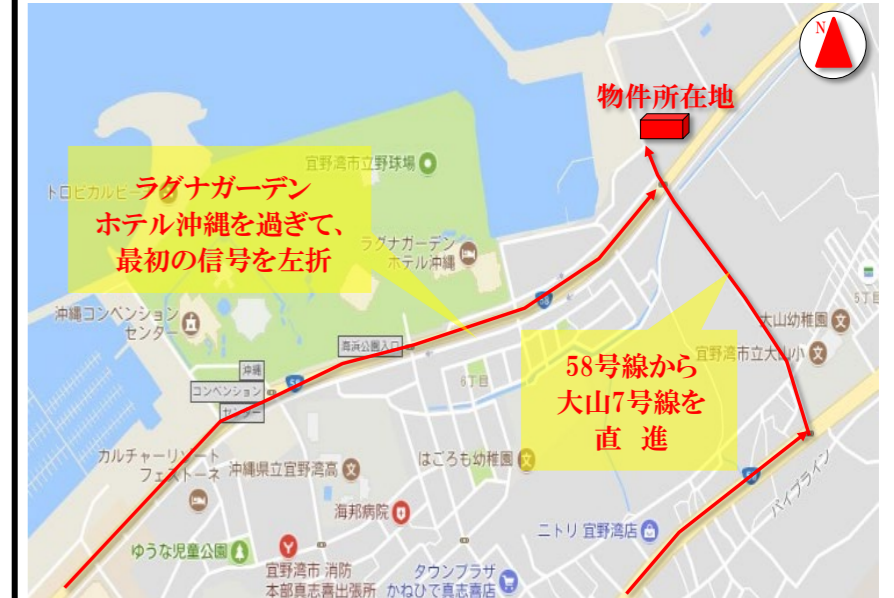 N
物件所在地
宜野湾市立野球場
トロピカルビーチ
ラグナガーデン
ホテル沖縄を過ぎて、
最初の信号を左折
ラグナガーデン
ホテル沖縄
沖縄コンベンション
センター
海浜公園入口
沖縄
コンベンション
センター
58
58
6丁目
5丁目
大山幼稚園
宜野湾市立大山小
58号線から
大山7号線を
直 進
カルチャーリゾート
フェストーネ
沖縄県立宜野湾高
はごろも幼稚園
海邦病院
パイプライン
ニトリ 宜野湾店
ゆうな児童公園
宜野湾市 消防
本部真志喜出張所
タウンプラザ
かねひで真志喜店